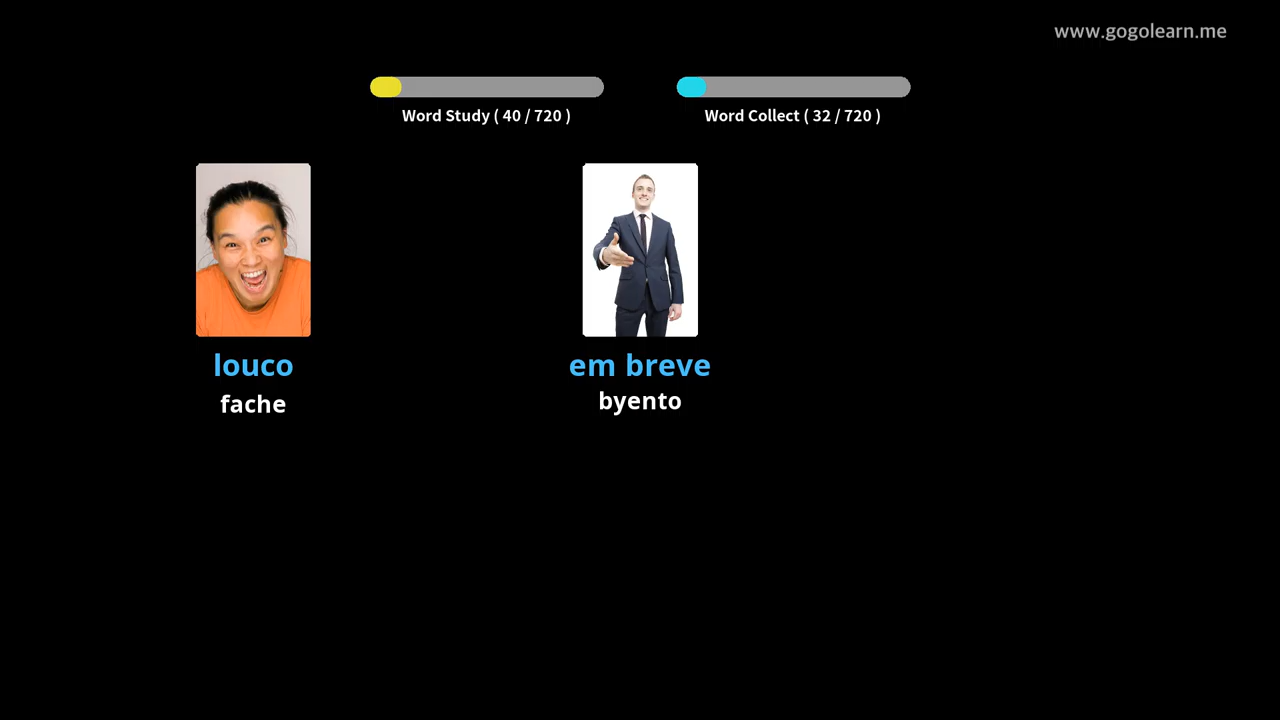 www.gogolearn.me
Word Study ( 40 / 720 )
Word Collect ( 32 / 720 )
louco
fache
em breve
byento